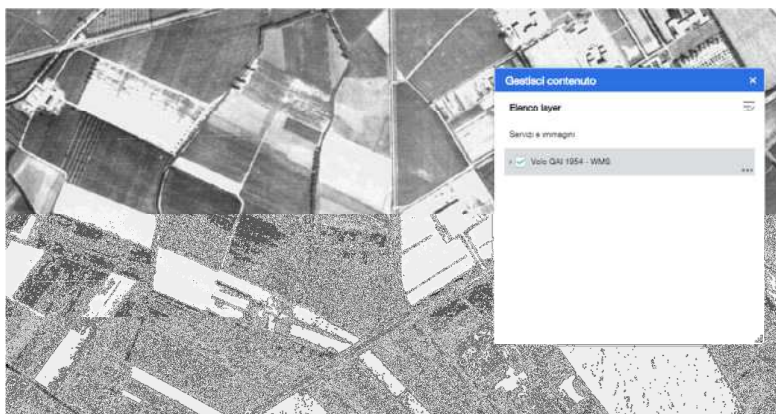 Gestisci contenuto
Elenco layer
Servizi e immagini
Volo GAI 1954 - WMS